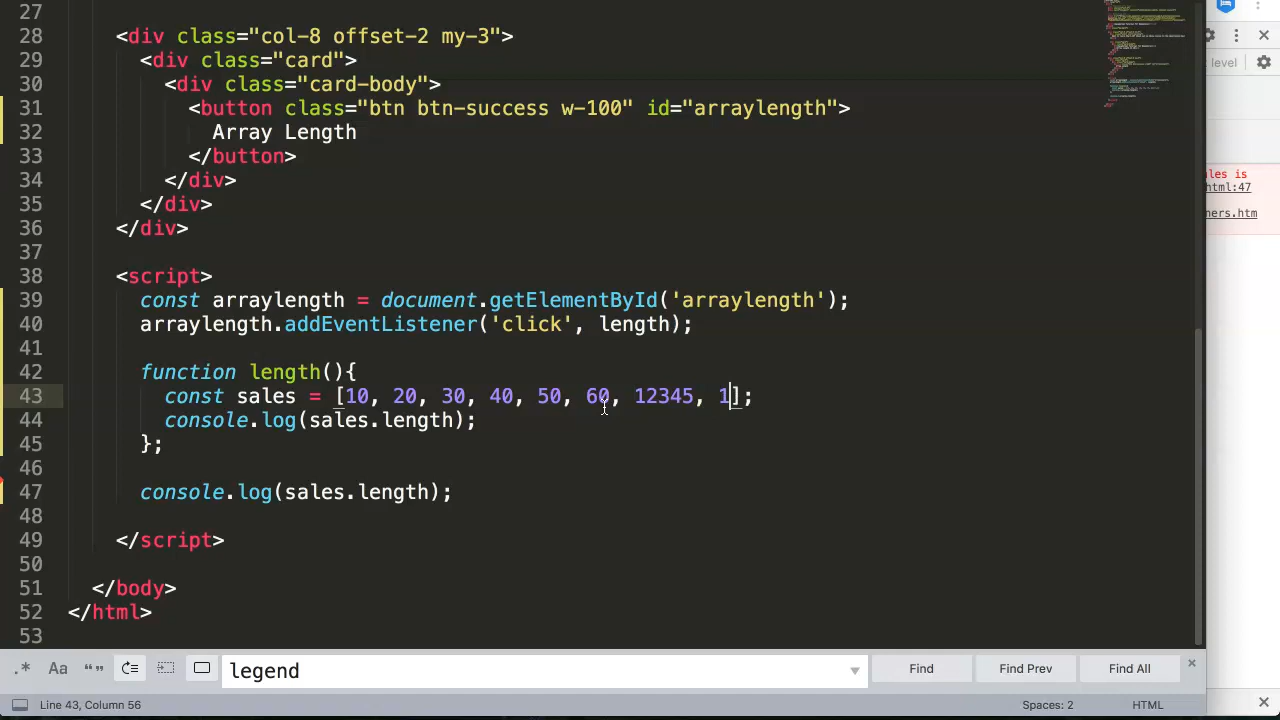 27
28 <div class="col-8 offset-2 my-3">
29 <div class="card">
30 <div class="card-body">
31 <button class="btn btn-success w-100" id="arraylength">
32 Array Length
33 </button>
34 </div>
35 </div>
36 </div>
37
38 <script>
39 const arraylength = document.getElementById('arraylength');
40 arraylength.addEventListener('click', length);
41
42 function length(){
43 const sales = [10, 20, 30, 40, 50, 60, 12345, 1];
44 console.log(sales.length);
45 };
46
47 console.log(sales.length);
48
49 </script>
50
51 </body>
52 </html>
53
level
ales is
html:47
ners.htm
.* Aa “” legend Find Find Prev Find All
Line 43, Column 56 Spaces: 2 HTML